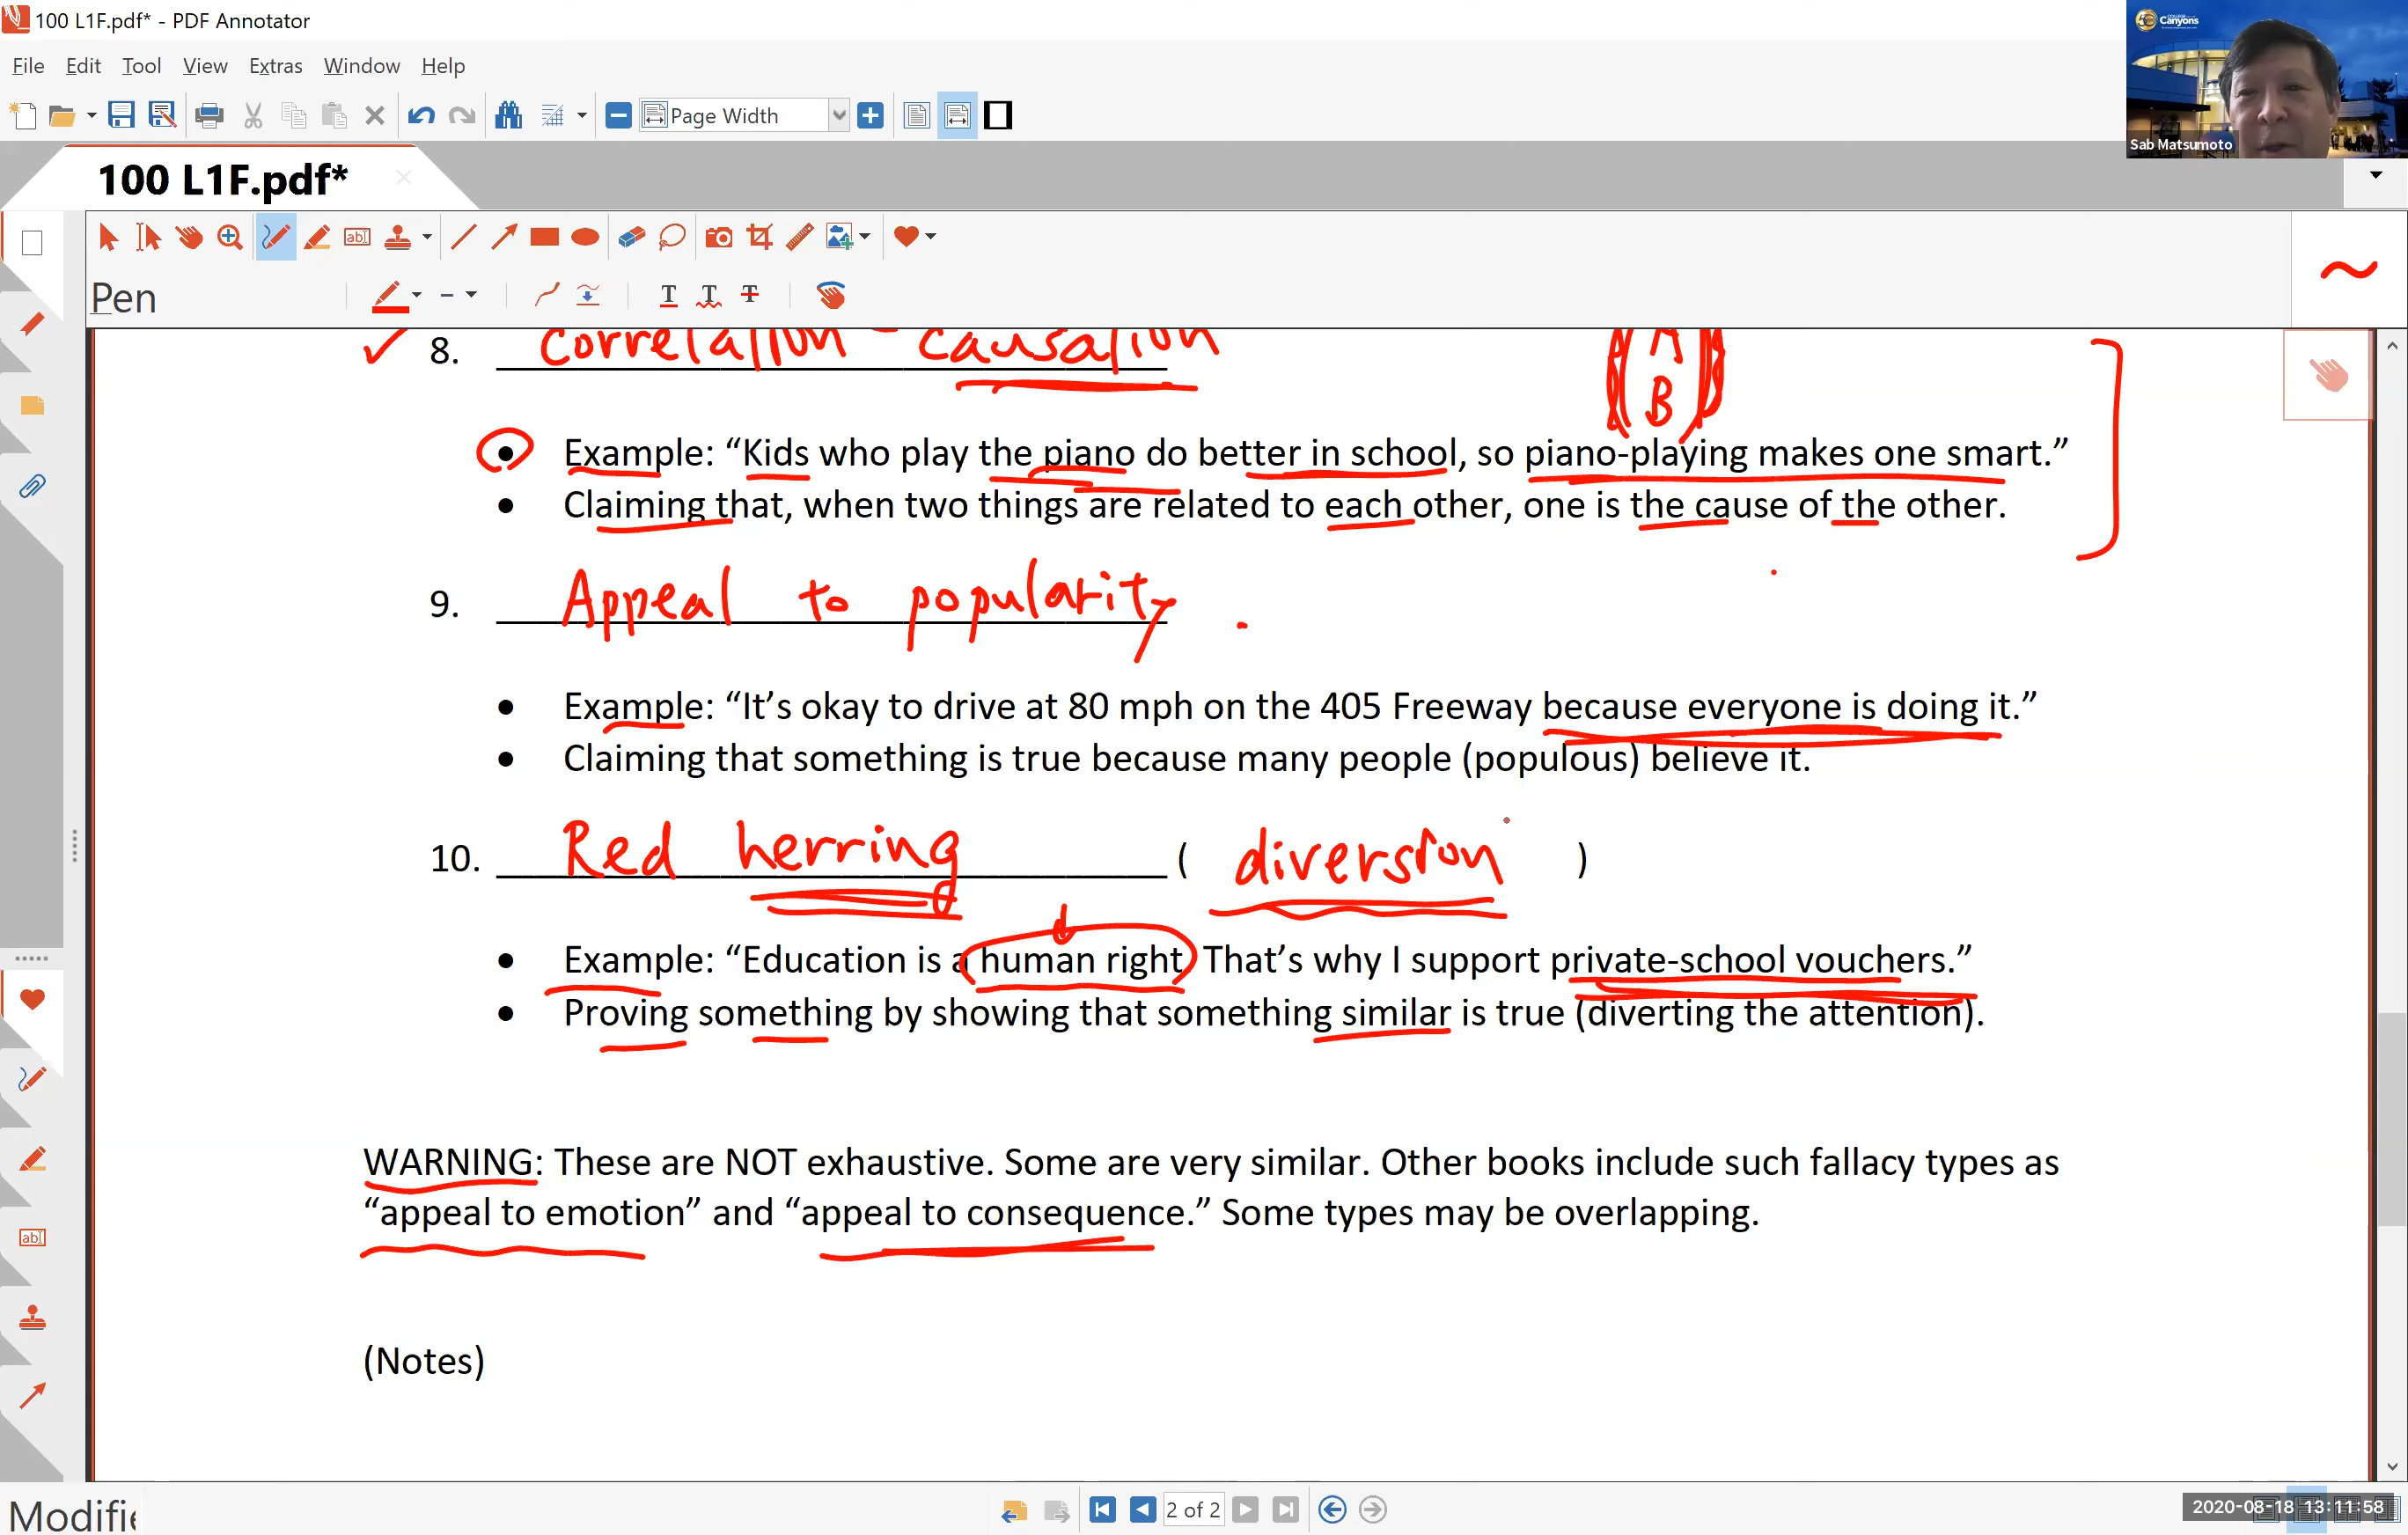 100 L1F.pdf* - PDF Annotator
Canyons
File Edit Tool View Extras Window Help
Page Width
Sab Matsumoto
100 L1F.pdf*
Pen
8. Correlation - causation
A
B
• Example: “Kids who play the piano do better in school, so piano-playing makes one smart.”
• Claiming that, when two things are related to each other, one is the cause of the other.
9. Appeal to popularity.
• Example: “It’s okay to drive at 80 mph on the 405 Freeway because everyone is doing it.”
• Claiming that something is true because many people (populous) believe it.
10. Red herring ( diversion )
• Example: “Education is a human right. That’s why I support private-school vouchers.”
• Proving something by showing that something similar is true (diverting the attention).
WARNING: These are NOT exhaustive. Some are very similar. Other books include such fallacy types as
“appeal to emotion” and “appeal to consequence.” Some types may be overlapping.
(Notes)
2 of 2
2020-08-18 13:11:58